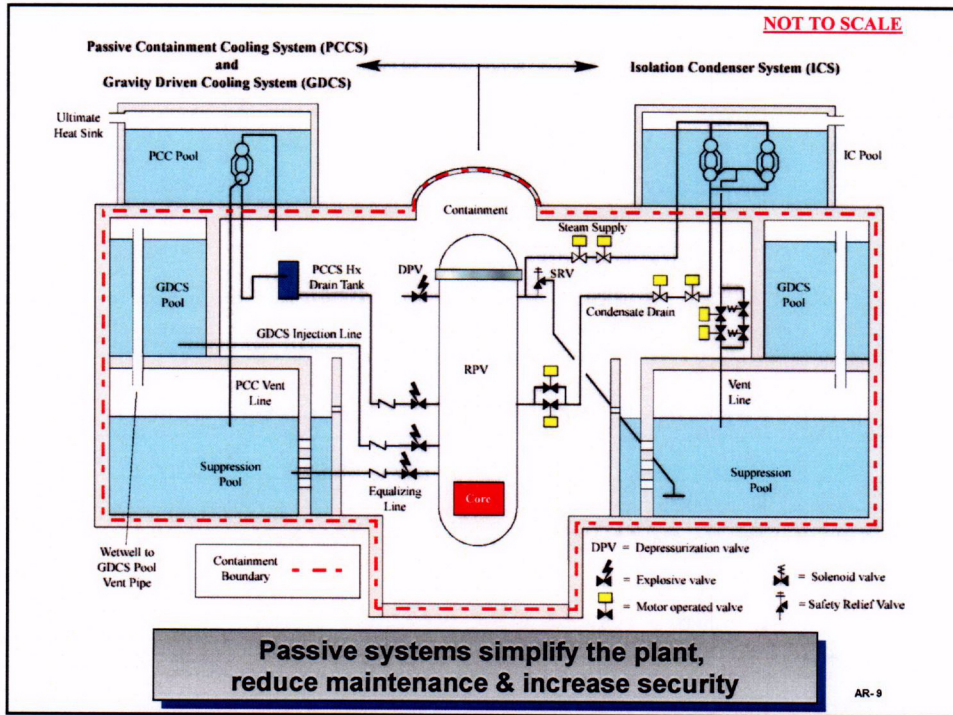 NOT TO SCALE
Passive Containment Cooling System (PCCS)
and
Gravity Driven Cooling System (GDCS)
Isolation Condenser System (ICS)
Ultimate
Heat Sink
PCC Pool
IC Pool
Containment
Steam Supply
GDCS
Pool
PCCS Hx
Drain Tank
DPV
SRV
Condensate Drain
GDCS
Pool
GDCS Injection Line
RPV
PCC Vent
Line
Vent
Line
Suppression
Pool
Equalizing
Line
Core
Suppression
Pool
Wetwell to
GDCS Pool
Vent Pipe
Containment
Boundary
DPV = Depressurization valve
= Explosive valve
= Solenoid valve
= Motor operated valve
= Safety Relief Valve
Passive systems simplify the plant,
reduce maintenance & increase security
AR- 9